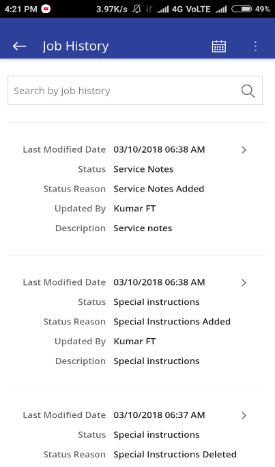 4:21 PM 3.97K/s 4G VoLTE 49%
Job History
Search by job history
Last Modified Date 03/10/2018 06:38 AM
Status Service Notes
Status Reason Service Notes Added
Updated By Kumar FT
Description Service notes
Last Modified Date 03/10/2018 06:38 AM
Status Special instructions
Status Reason Special Instructions Added
Updated By Kumar FT
Description Special instructions
Last Modified Date 03/10/2018 06:37 AM
Status Special instructions
Status Reason Special Instructions Deleted